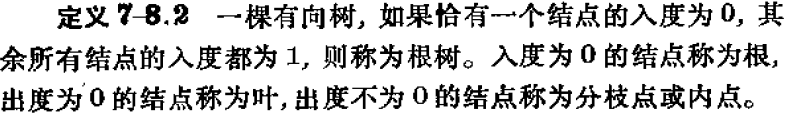 定义 7-8.2 一棵有向树, 如果恰有一个结点的入度为 0, 其
余所有结点的入度都为 1, 则称为根树。入度为 0 的结点称为根,
出度为 0 的结点称为叶, 出度不为 0 的结点称为分枝点或内点。